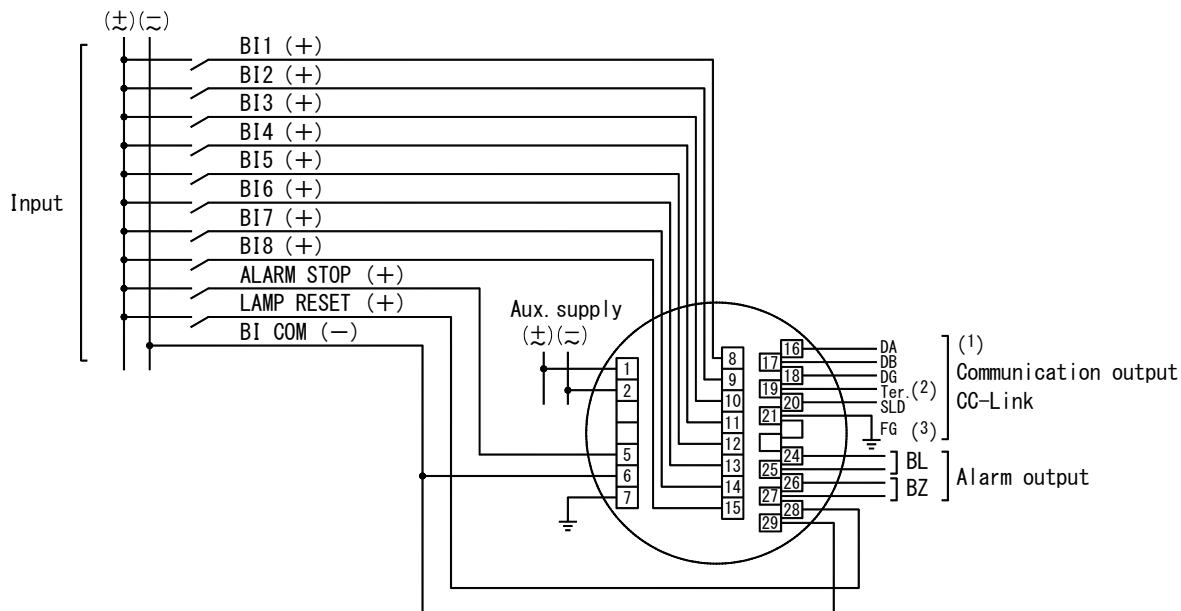 (±)(−)
BI1 (+)
BI2 (+)
BI3 (+)
BI4 (+)
BI5 (+)
BI6 (+)
BI7 (+)
BI8 (+)
ALARM STOP (+)
LAMP RESET (+)
BI COM (−)
Input
Aux. supply
(±)(−)
1
2
5
6
7
8
9
10
11
12
13
14
15
16
17
18
19
20
21
24
25
26
27
28
29
DA
DB
DG
Ter.(2)
SLD
FG (3)
(1)
Communication output
CC-Link
BL
BZ
Alarm output